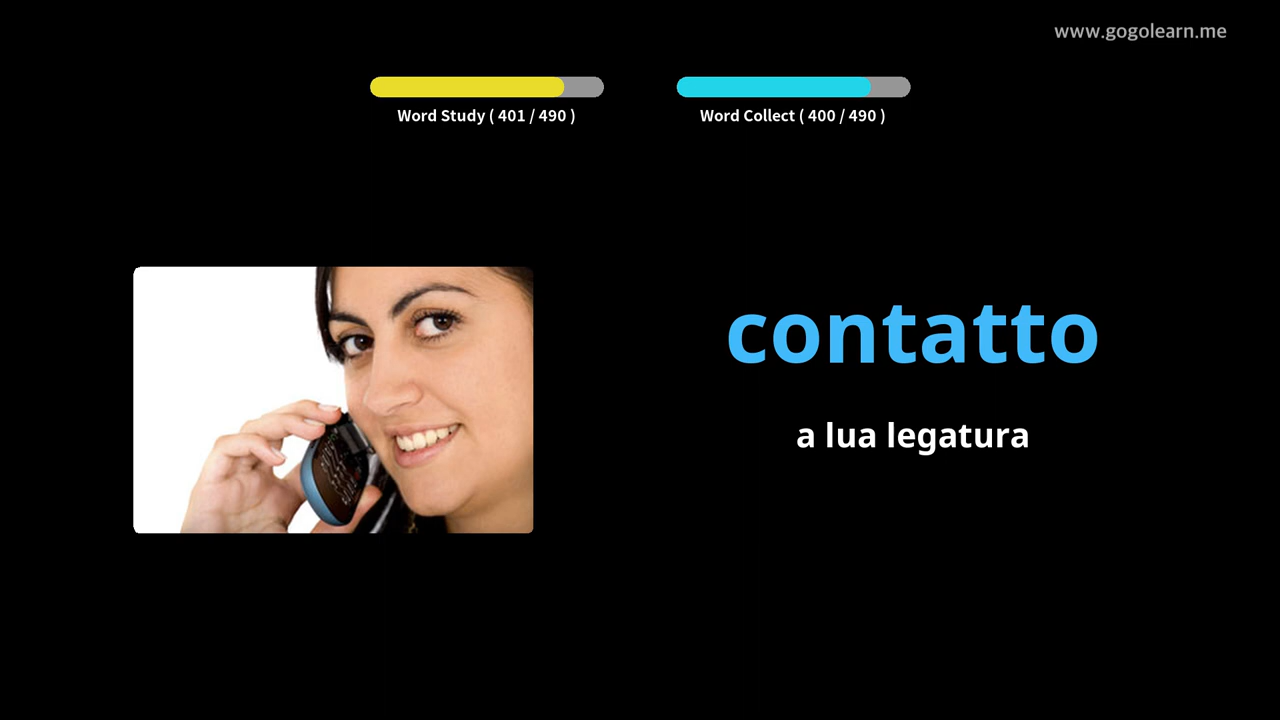 www.gogolearn.me
Word Study ( 401 / 490 )
Word Collect ( 400 / 490 )
contatto
a lua legatura